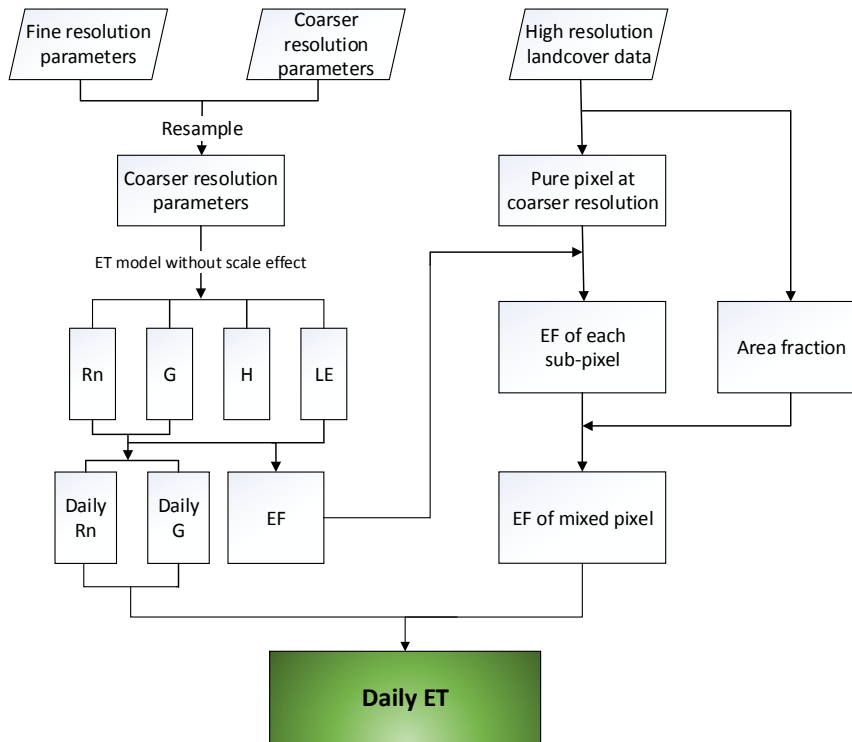 Fine resolution
parameters
Coarser
resolution
parameters
High resolution
landcover data
Resample
Coarser resolution
parameters
Pure pixel at
coarser resolution
ET model without scale effect
Rn
G
H
LE
EF of each
sub-pixel
Area fraction
Daily
Rn
Daily
G
EF
EF of mixed pixel
Daily ET